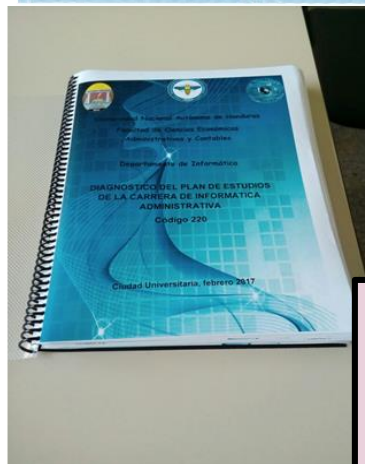 Universidad Nacional Autónoma de Honduras
Facultad de Ciencias Económicas
Administrativas y Contables
Departamento de Informática
DIAGNOSTICO DEL PLAN DE ESTUDIOS
DE LA CARRERA DE INFORMATICA
ADMINISTRATIVA
Código 220
Ciudad Universitaria, febrero 2017